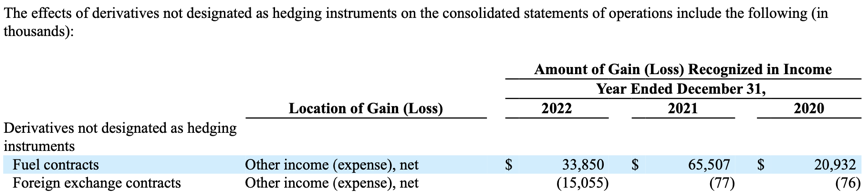 The effects of derivatives not designated as hedging instruments on the consolidated statements of operations include the following (in
thousands):
Amount of Gain (Loss) Recognized in Income
Year Ended December 31,
Location of Gain (Loss) 2022 2021 2020
Derivatives not designated as hedging
instruments
Fuel contracts Other income (expense), net $ 33,850 $ 65,507 $ 20,932
Foreign exchange contracts Other income (expense), net (15,055) (77) (76)